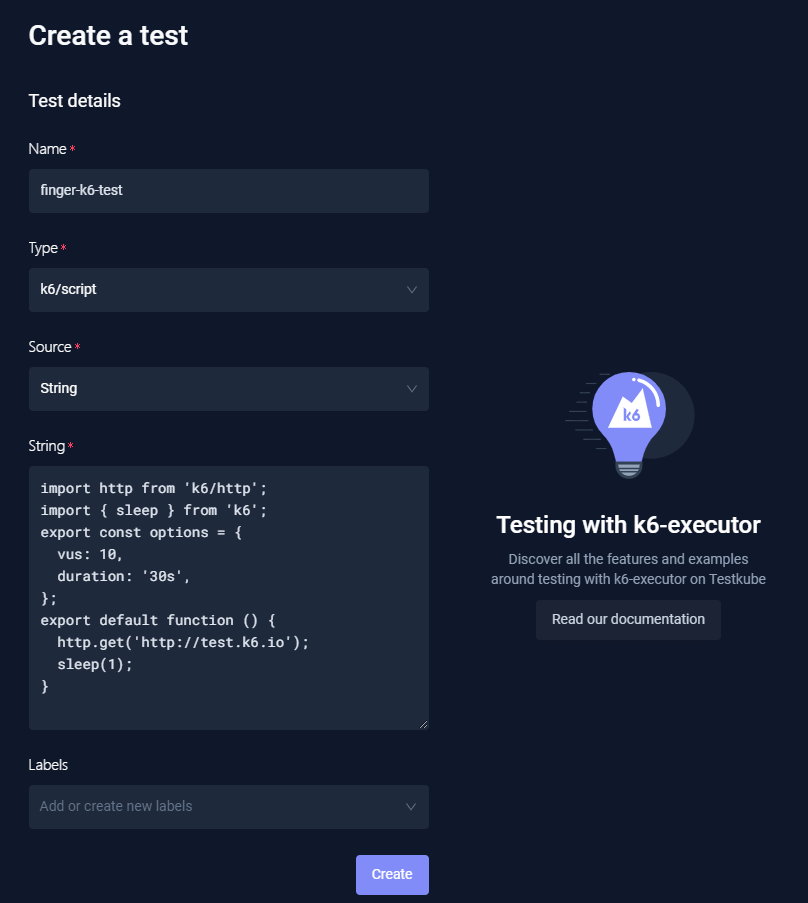 Create a test
Test details
Name *
finger-k6-test
Type *
k6/script
Source *
String
String *
import http from 'k6/http';
import { sleep } from 'k6';
export const options = {
  vus: 10,
  duration: '30s',
};
export default function () {
  http.get('http://test.k6.io');
  sleep(1);
}
Labels
Add or create new labels
Create
k6
Testing with k6-executor
Discover all the features and examples
around testing with k6-executor on Testkube
Read our documentation